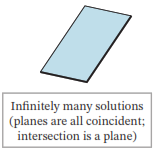 Infinitely many solutions
(planes are all coincident;
intersection is a plane)